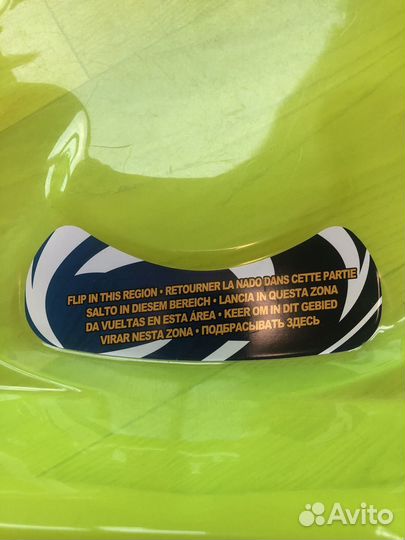 FLIP IN THIS REGION • RETOURNER LA NADO DANS CETTE PARTIE
SALTO IN DIESEM BEREICH • LANCIA IN QUESTA ZONA
DA VUELTAS EN ESTA ÁREA • KEER OM IN DIT GEBIED
VIRAR NESTA ZONA • ПОДБРАСЫВАТЬ ЗДЕСЬ
Avito